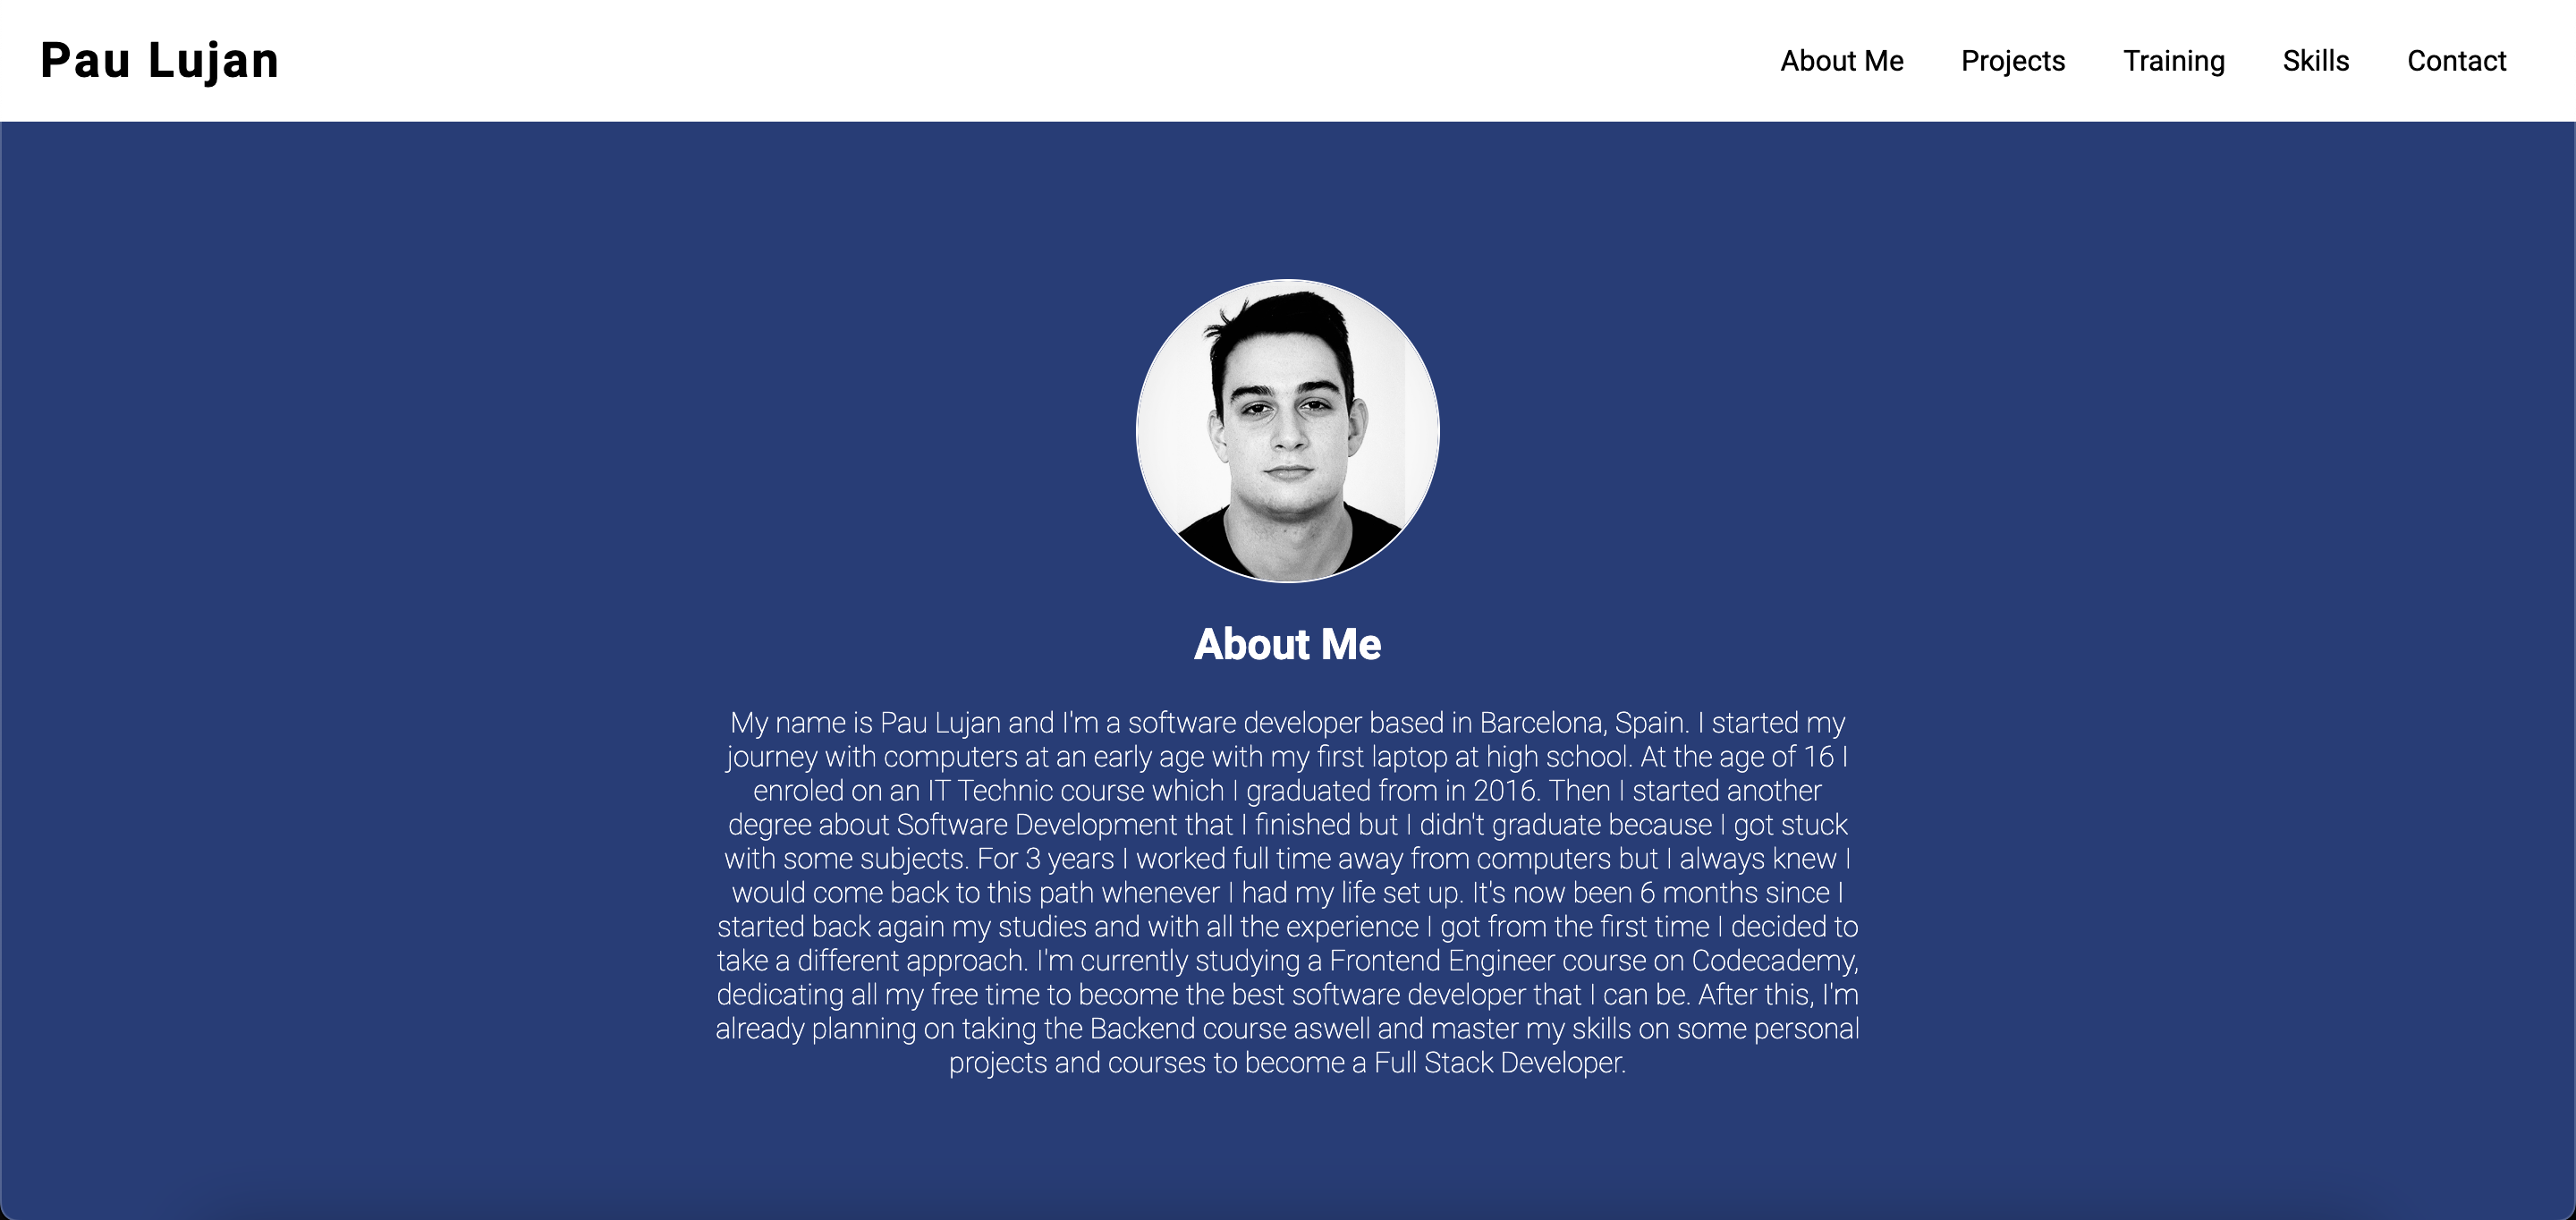 Pau Lujan
About Me
Projects
Training
Skills
Contact
About Me
My name is Pau Lujan and I'm a software developer based in Barcelona, Spain. I started my
journey with computers at an early age with my first laptop at high school. At the age of 16 I
enroled on an IT Technic course which I graduated from in 2016. Then I started another
degree about Software Development that I finished but I didn't graduate because I got stuck
with some subjects. For 3 years I worked full time away from computers but I always knew I
would come back to this path whenever I had my life set up. It's now been 6 months since I
started back again my studies and with all the experience I got from the first time I decided to
take a different approach. I'm currently studying a Frontend Engineer course on Codecademy,
dedicating all my free time to become the best software developer that I can be. After this, I'm
already planning on taking the Backend course aswell and master my skills on some personal
projects and courses to become a Full Stack Developer.